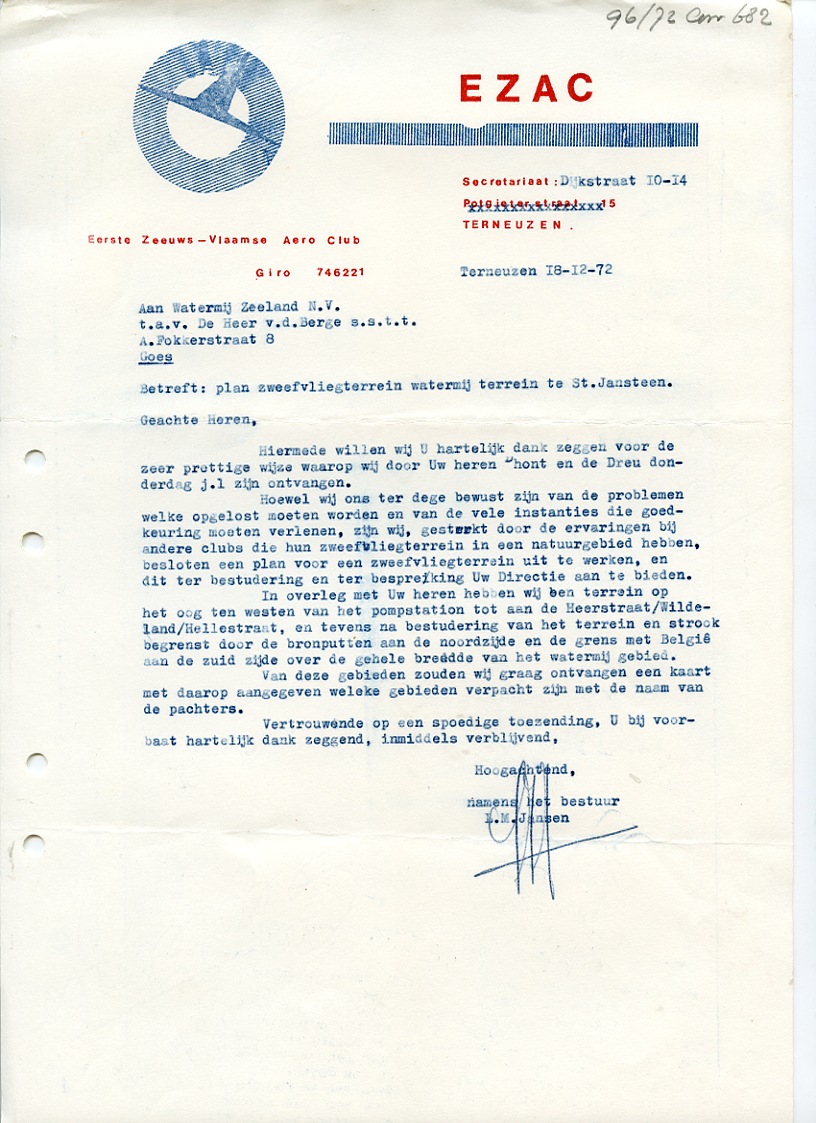 96/72 Corr 682
EZAC
Secretariaat: Dijkstraat 10-14
Potgieterstraat 15
TERNEUZEN.
Eerste Zeeuws-Vlaamse Aero Club
Giro 746221
Terneuzen 18-12-72
Aan Watermij Zeeland N.V.
t.a.v. De Heer v.d.Berge s.s.t.t.
A.Fokkerstraat 8
Goes
Betreft: plan zweefvliegterrein watermij terrein te St.Jansteen.
Geachte Heren,
Hiermede willen wij U hartelijk dank zeggen voor de
zeer prettige wijze waarop wij door Uw heren Dhont en de Dreu don-
derdag j.l zijn ontvangen.
Hoewel wij ons ter dege bewust zijn van de problemen
welke opgelost moeten worden en van de vele instanties die goed-
keuring moeten verlenen, zijn wij, gesterkt door de ervaringen bij
andere clubs die hun zweefvliegterrein in een natuurgebied hebben,
besloten een plan voor een zweefvliegterrein uit te werken, en
dit ter bestudering en ter bespreking Uw Directie aan te bieden.
In overleg met Uw heren hebben wij een terrein op
het oog ten westen van het pompstation tot aan de Heerstraat/Wilde-
land/Hellestraat, en tevens na bestudering van het terrein en strook
begrenst door de bronputten aan de noordzijde en de grens met België
aan de zuid zijde over de gehele breedde van het watermij gebied.
Van deze gebieden zouden wij graag ontvangen een kaart
met daarop aangegeven weleke gebieden verpacht zijn met de naam van
de pachters.
Vertrouwende op een spoedige toezending, U bij voor-
baat hartelijk dank zeggend, inmiddels verblijvend,
Hoogachtend,
namens het bestuur
L.M.Jansen